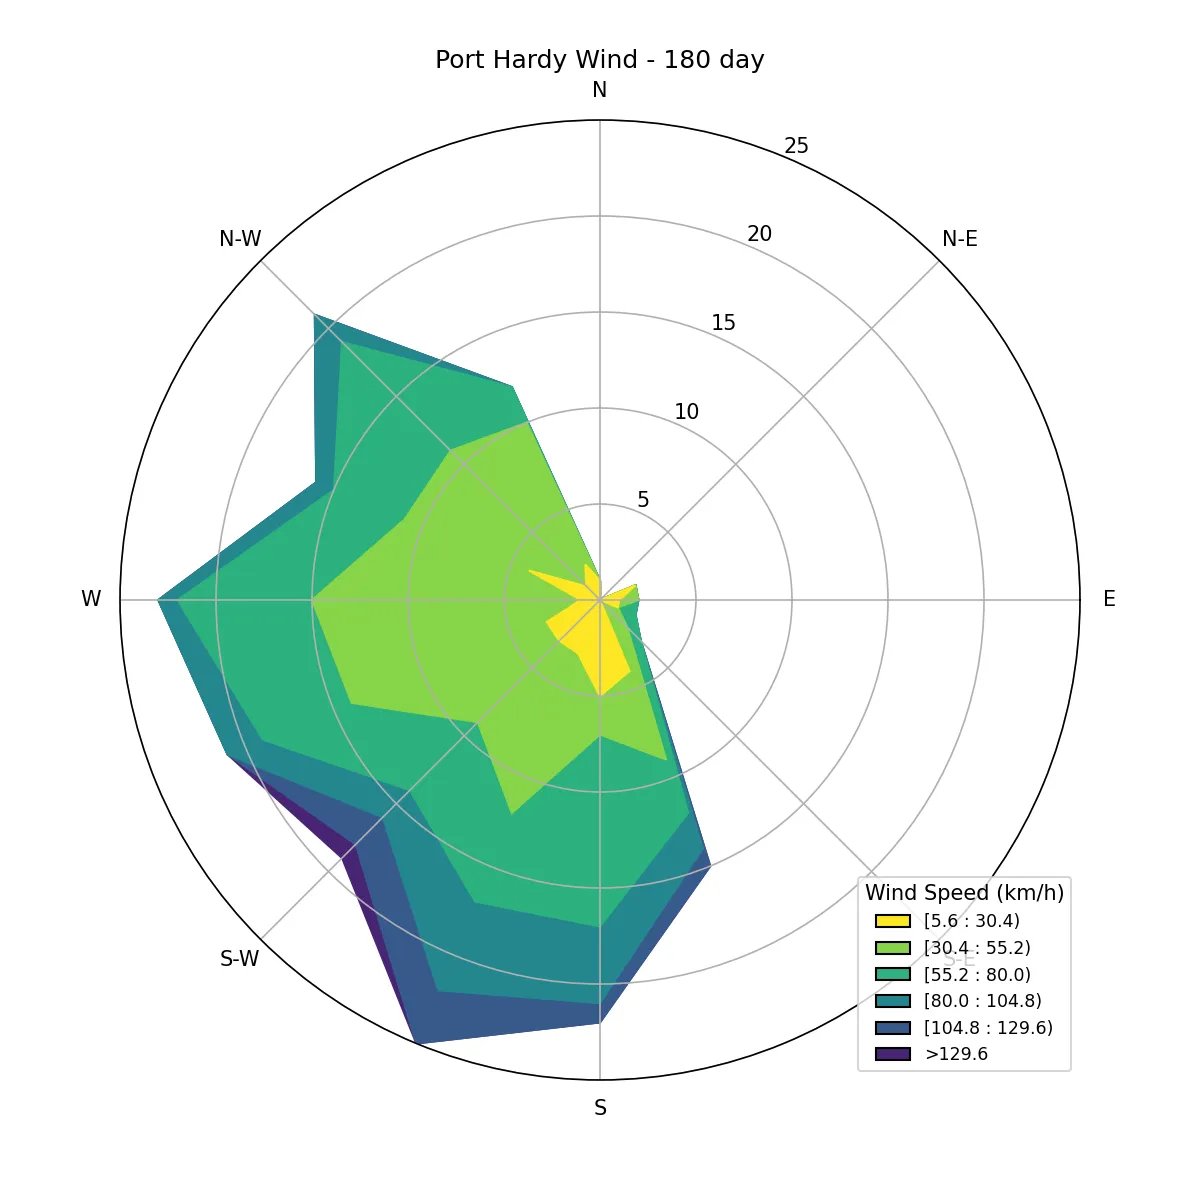 Port Hardy Wind - 180 day
N
25
N-W
20
N-E
15
10
5
W
E
S-W
S-E
Wind Speed (km/h)
[5.6 : 30.4)
[30.4 : 55.2)
[55.2 : 80.0)
[80.0 : 104.8)
[104.8 : 129.6)
>129.6
S